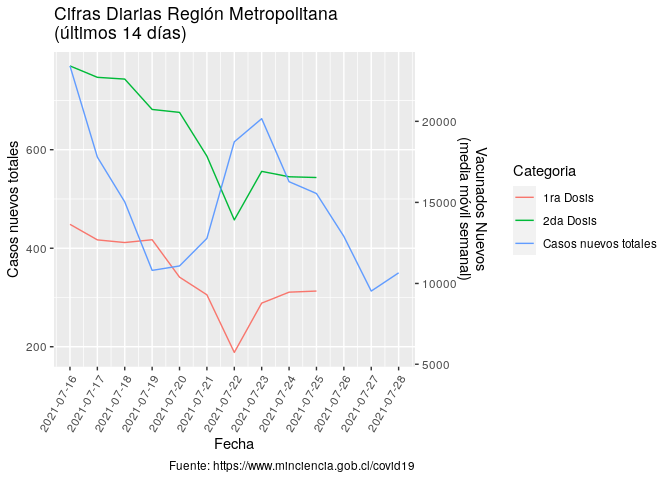 Cifras Diarias Región Metropolitana
(últimos 14 días)
Casos nuevos totales
600
400
200
20000
15000
10000
5000
Vacunados Nuevos
(media móvil semanal)
2021-07-16
2021-07-17
2021-07-18
2021-07-19
2021-07-20
2021-07-21
2021-07-22
2021-07-23
2021-07-24
2021-07-25
2021-07-26
2021-07-27
2021-07-28
Fecha
Categoria
1ra Dosis
2da Dosis
Casos nuevos totales
Fuente: https://www.minciencia.gob.cl/covid19